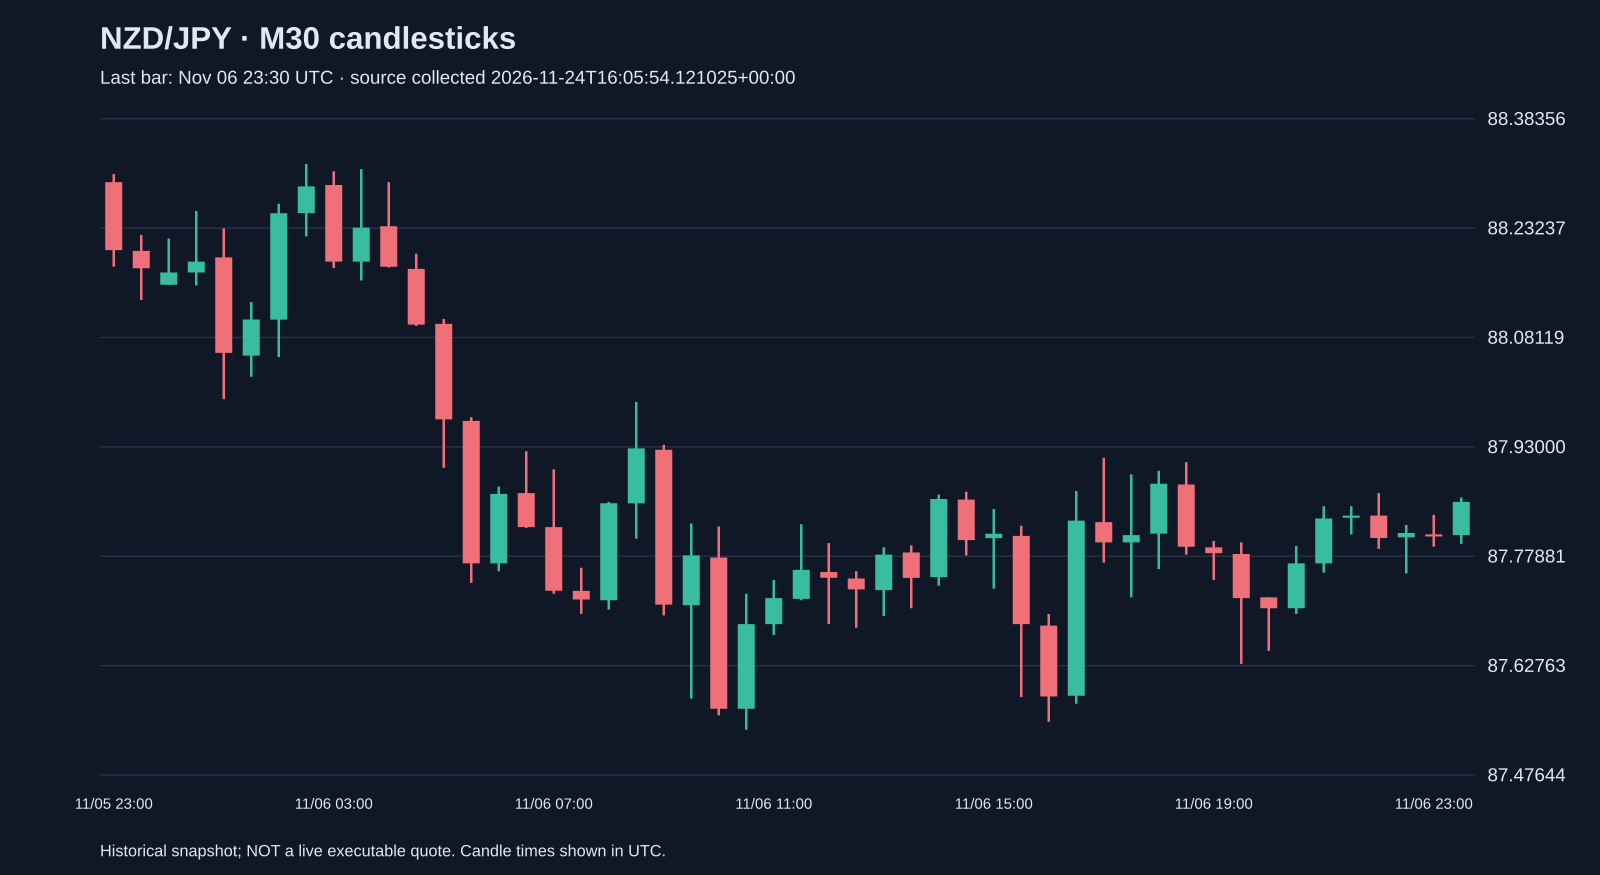 NZD/JPY · M30 candlesticks
Last bar: Nov 06 23:30 UTC · source collected 2026-11-24T16:05:54.121025+00:00
88.38356
88.23237
88.08119
87.93000
87.77881
87.62763
87.47644
11/05 23:00 11/06 03:00 11/06 07:00 11/06 11:00 11/06 15:00 11/06 19:00 11/06 23:00
Historical snapshot; NOT a live executable quote. Candle times shown in UTC.